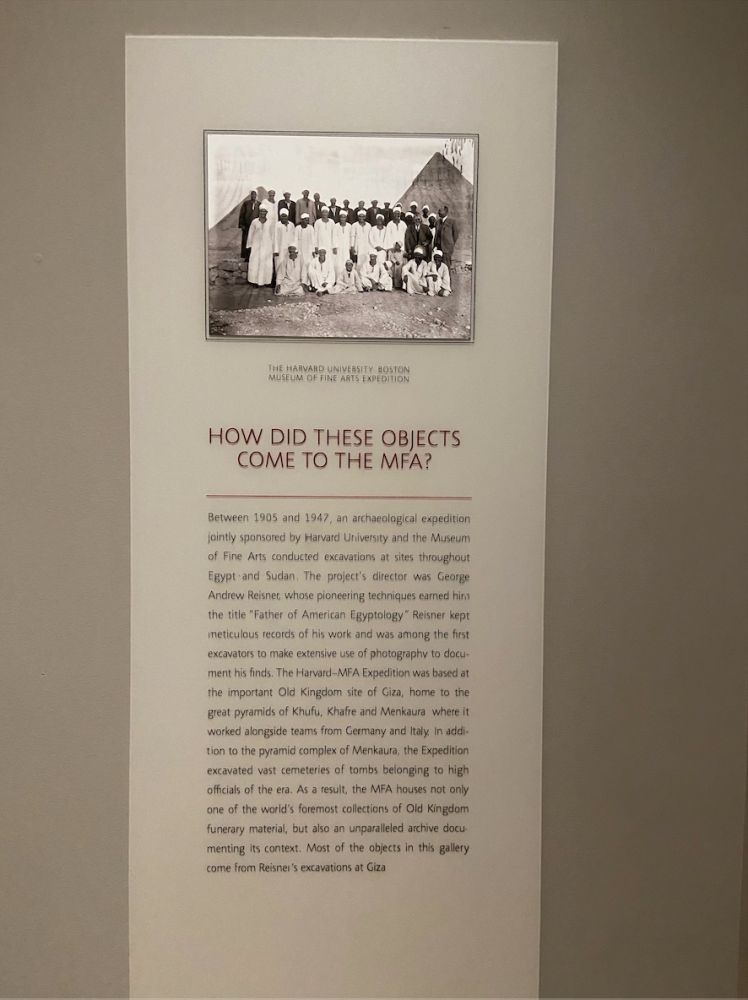 THE HARVARD UNIVERSITY BOSTON
MUSEUM OF FINE ARTS EXPEDITION
HOW DID THESE OBJECTS
COME TO THE MFA?
Between 1905 and 1947, an archaeological expedition
jointly sponsored by Harvard University and the Museum
of Fine Arts conducted excavations at sites throughout
Egypt and Sudan. The project's director was George
Andrew Reisner, whose pioneering techniques earned him
the title "Father of American Egyptology" Reisner kept
meticulous records of his work and was among the first
excavators to make extensive use of photography to docu-
ment his finds. The Harvard–MFA Expedition was based at
the important Old Kingdom site of Giza, home to the
great pyramids of Khufu, Khafre and Menkaura where it
worked alongside teams from Germany and Italy. In addi-
tion to the pyramid complex of Menkaura, the Expedition
excavated vast cemeteries of tombs belonging to high
officials of the era. As a result, the MFA houses not only
one of the world's foremost collections of Old Kingdom
funerary material, but also an unparalleled archive docu-
menting its context. Most of the objects in this gallery
come from Reisner's excavations at Giza